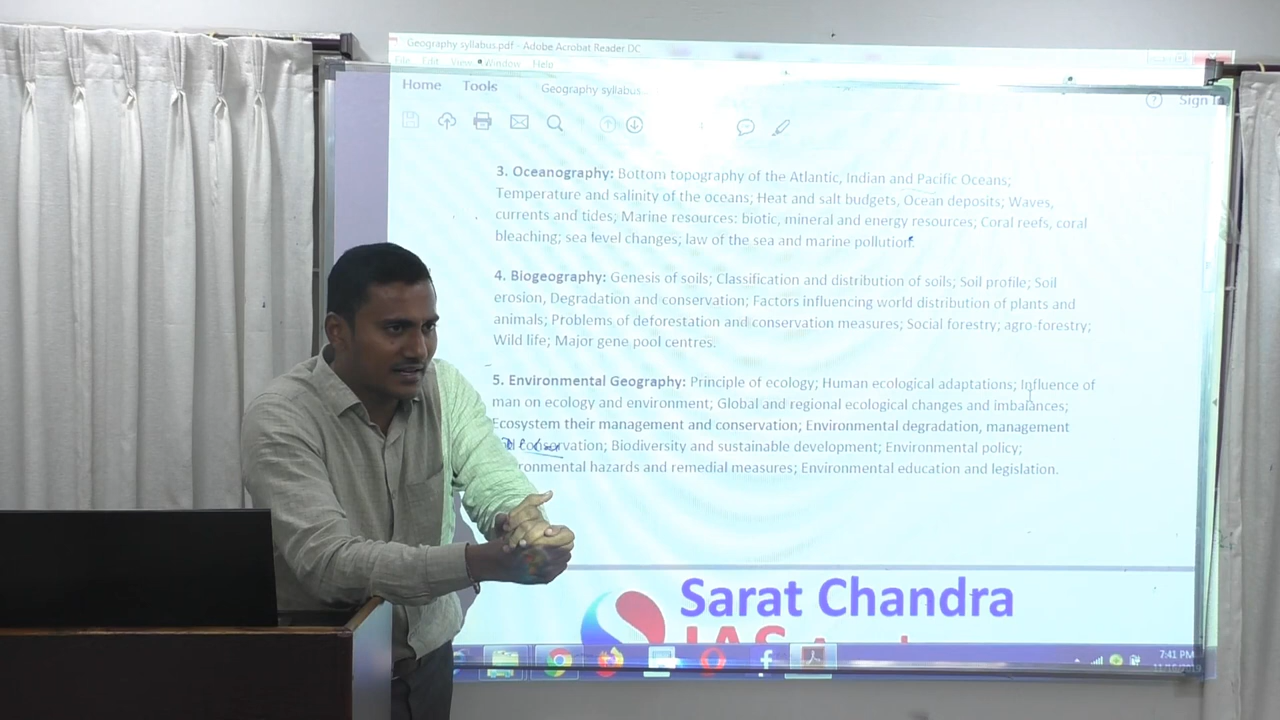 Geography syllabus.pdf - Adobe Acrobat Reader DC
File Edit View Window Help
Home Tools Geography syllabus...
Sign In
3. Oceanography: Bottom topography of the Atlantic, Indian and Pacific Oceans;
Temperature and salinity of the oceans; Heat and salt budgets, Ocean deposits; Waves,
currents and tides; Marine resources: biotic, mineral and energy resources; Coral reefs, coral
bleaching; sea level changes; law of the sea and marine pollution.
4. Biogeography: Genesis of soils; Classification and distribution of soils; Soil profile; Soil
erosion, Degradation and conservation; Factors influencing world distribution of plants and
animals; Problems of deforestation and conservation measures; Social forestry; agro-forestry;
Wild life; Major gene pool centres.
5. Environmental Geography: Principle of ecology; Human ecological adaptations; Influence of
man on ecology and environment; Global and regional ecological changes and imbalances;
Ecosystem their management and conservation; Environmental degradation, management
conservation; Biodiversity and sustainable development; Environmental policy;
ronmental hazards and remedial measures; Environmental education and legislation.
Sarat Chandra
IAS
7:41 PM